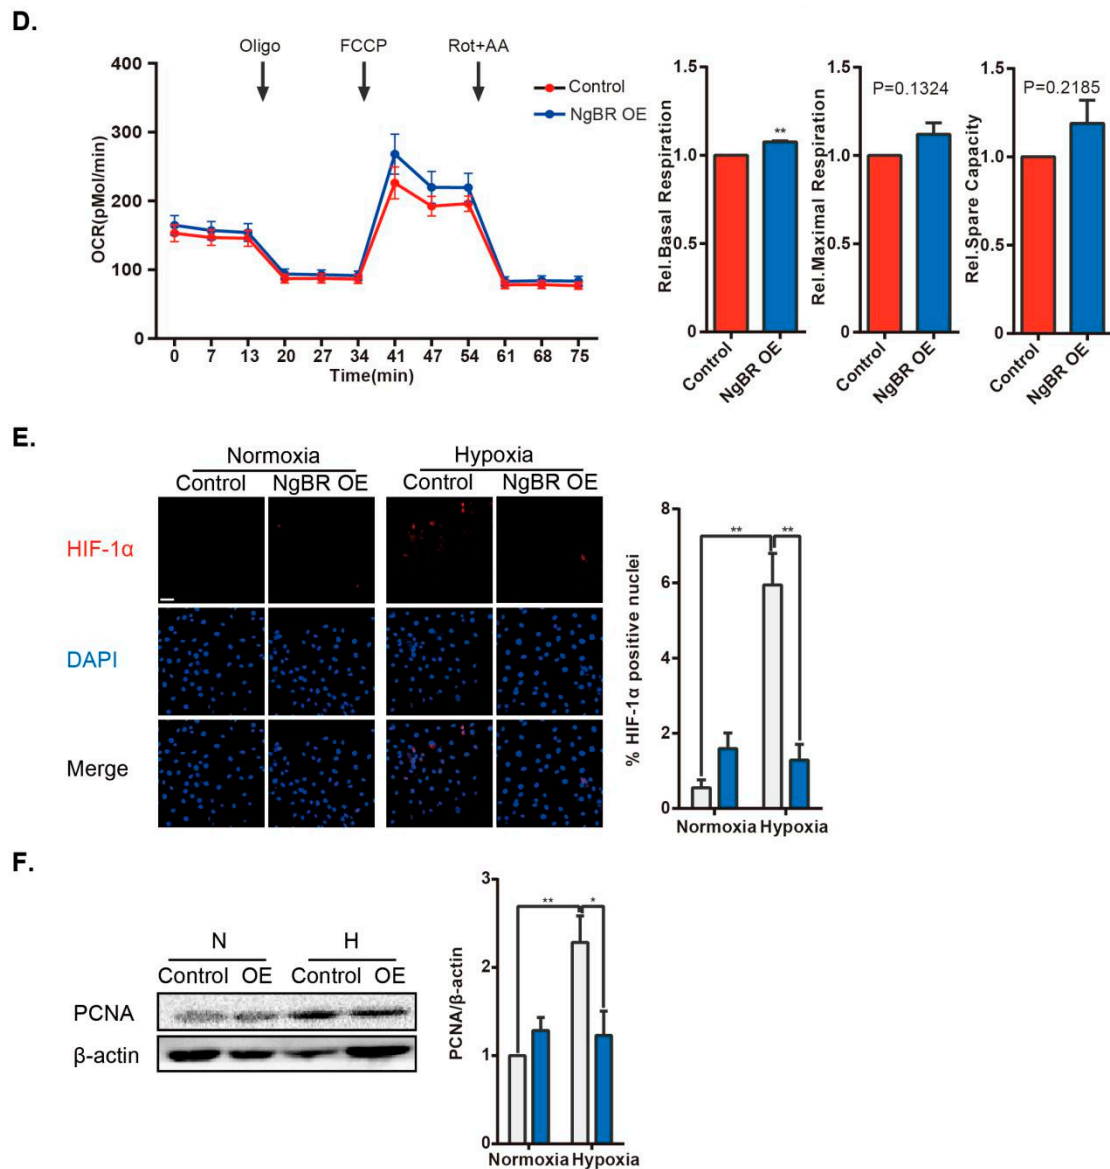 D.
Oligo FCCP Rot+AA
400
300
200
100
0
OCR(pMol/min)
0 7 13 20 27 34 41 47 54 61 68 75
Time(min)
Control
NgBR OE
1.5
1.0
0.5
0
Rel.Basal Respiration
**
Control NgBR OE
1.5
1.0
0.5
0
Rel.Maximal Respiration
P=0.1324
Control NgBR OE
1.5
1.0
0.5
0
Rel.Spare Capacity
P=0.2185
Control NgBR OE
E.
Normoxia Hypoxia
Control NgBR OE Control NgBR OE
HIF-1α
DAPI
Merge
8
6
4
2
0
% HIF-1α positive nuclei
** **
Normoxia Hypoxia
F.
N H
Control OE Control OE
PCNA
β-actin
3
2
1
0
PCNA/β-actin
** *
Normoxia Hypoxia